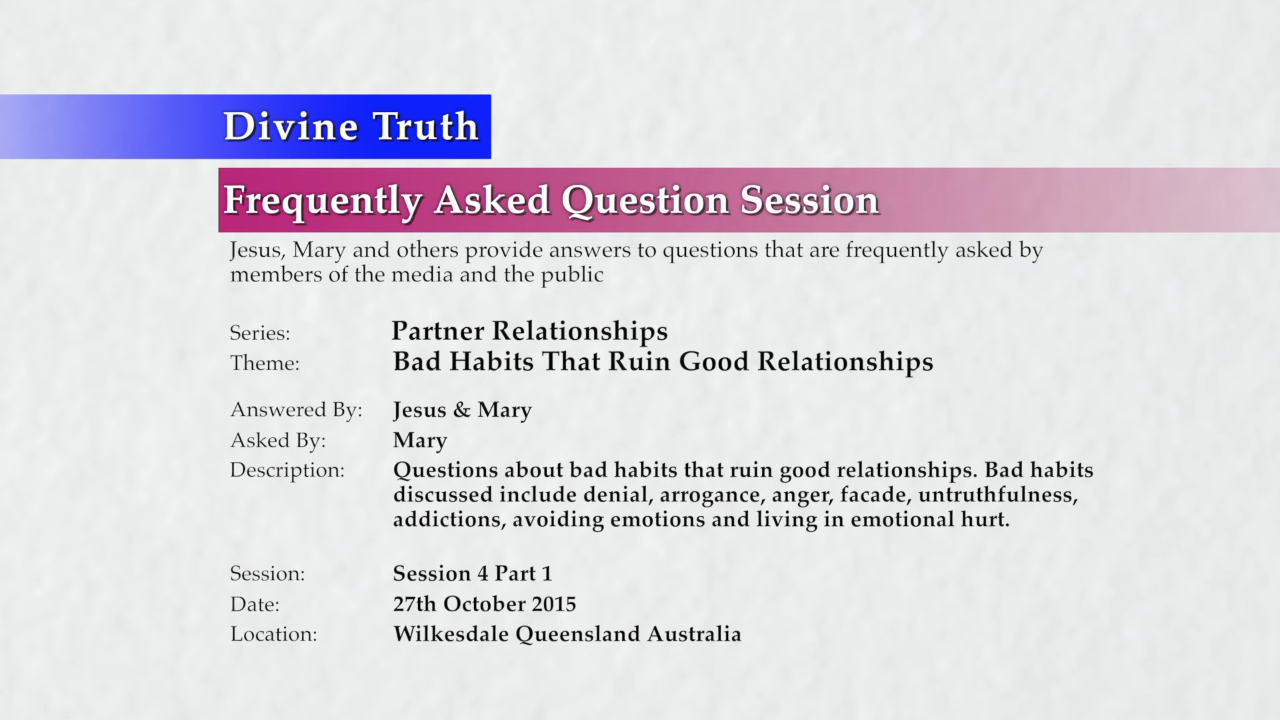 Divine Truth
Frequently Asked Question Session
Jesus, Mary and others provide answers to questions that are frequently asked by
members of the media and the public
Series: Partner Relationships
Theme: Bad Habits That Ruin Good Relationships
Answered By: Jesus & Mary
Asked By: Mary
Description: Questions about bad habits that ruin good relationships. Bad habits
discussed include denial, arrogance, anger, facade, untruthfulness,
addictions, avoiding emotions and living in emotional hurt.
Session: Session 4 Part 1
Date: 27th October 2015
Location: Wilkesdale Queensland Australia